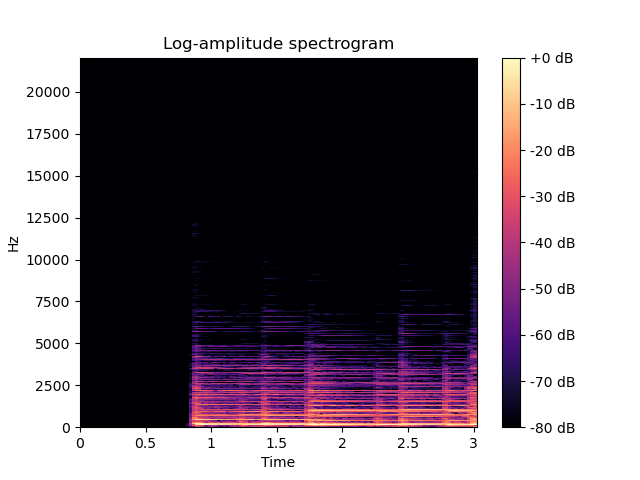 Log-amplitude spectrogram
Hz
20000
17500
15000
12500
10000
7500
5000
2500
0
0 0.5 1 1.5 2 2.5 3
Time
+0 dB
-10 dB
-20 dB
-30 dB
-40 dB
-50 dB
-60 dB
-70 dB
-80 dB